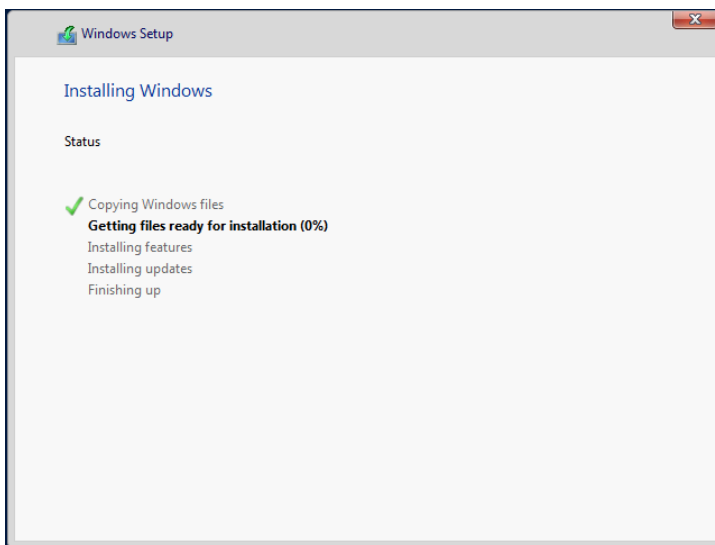 Windows Setup
Installing Windows
Status
Copying Windows files
Getting files ready for installation (0%)
Installing features
Installing updates
Finishing up